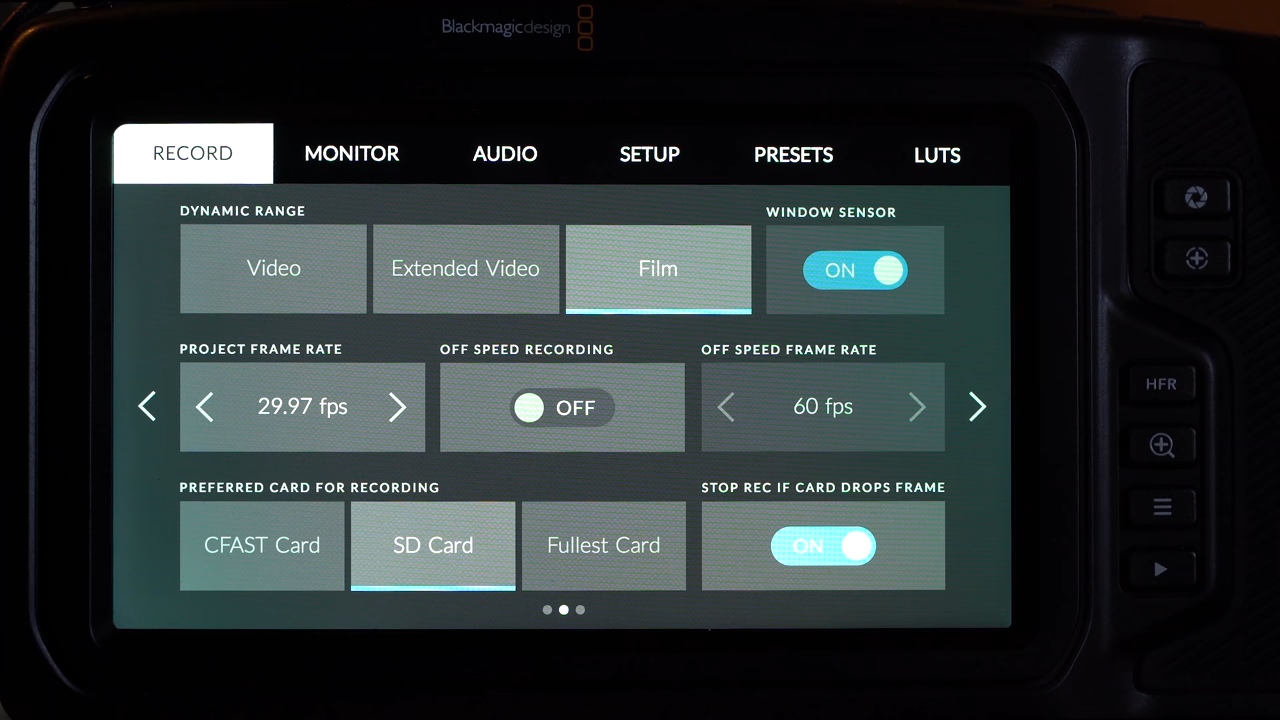 Blackmagicdesign
RECORD MONITOR AUDIO SETUP PRESETS LUTS
DYNAMIC RANGE WINDOW SENSOR
Video Extended Video Film ON
PROJECT FRAME RATE OFF SPEED RECORDING OFF SPEED FRAME RATE
29.97 fps OFF 60 fps
HFR
PREFERRED CARD FOR RECORDING STOP REC IF CARD DROPS FRAME
CFAST Card SD Card Fullest Card ON